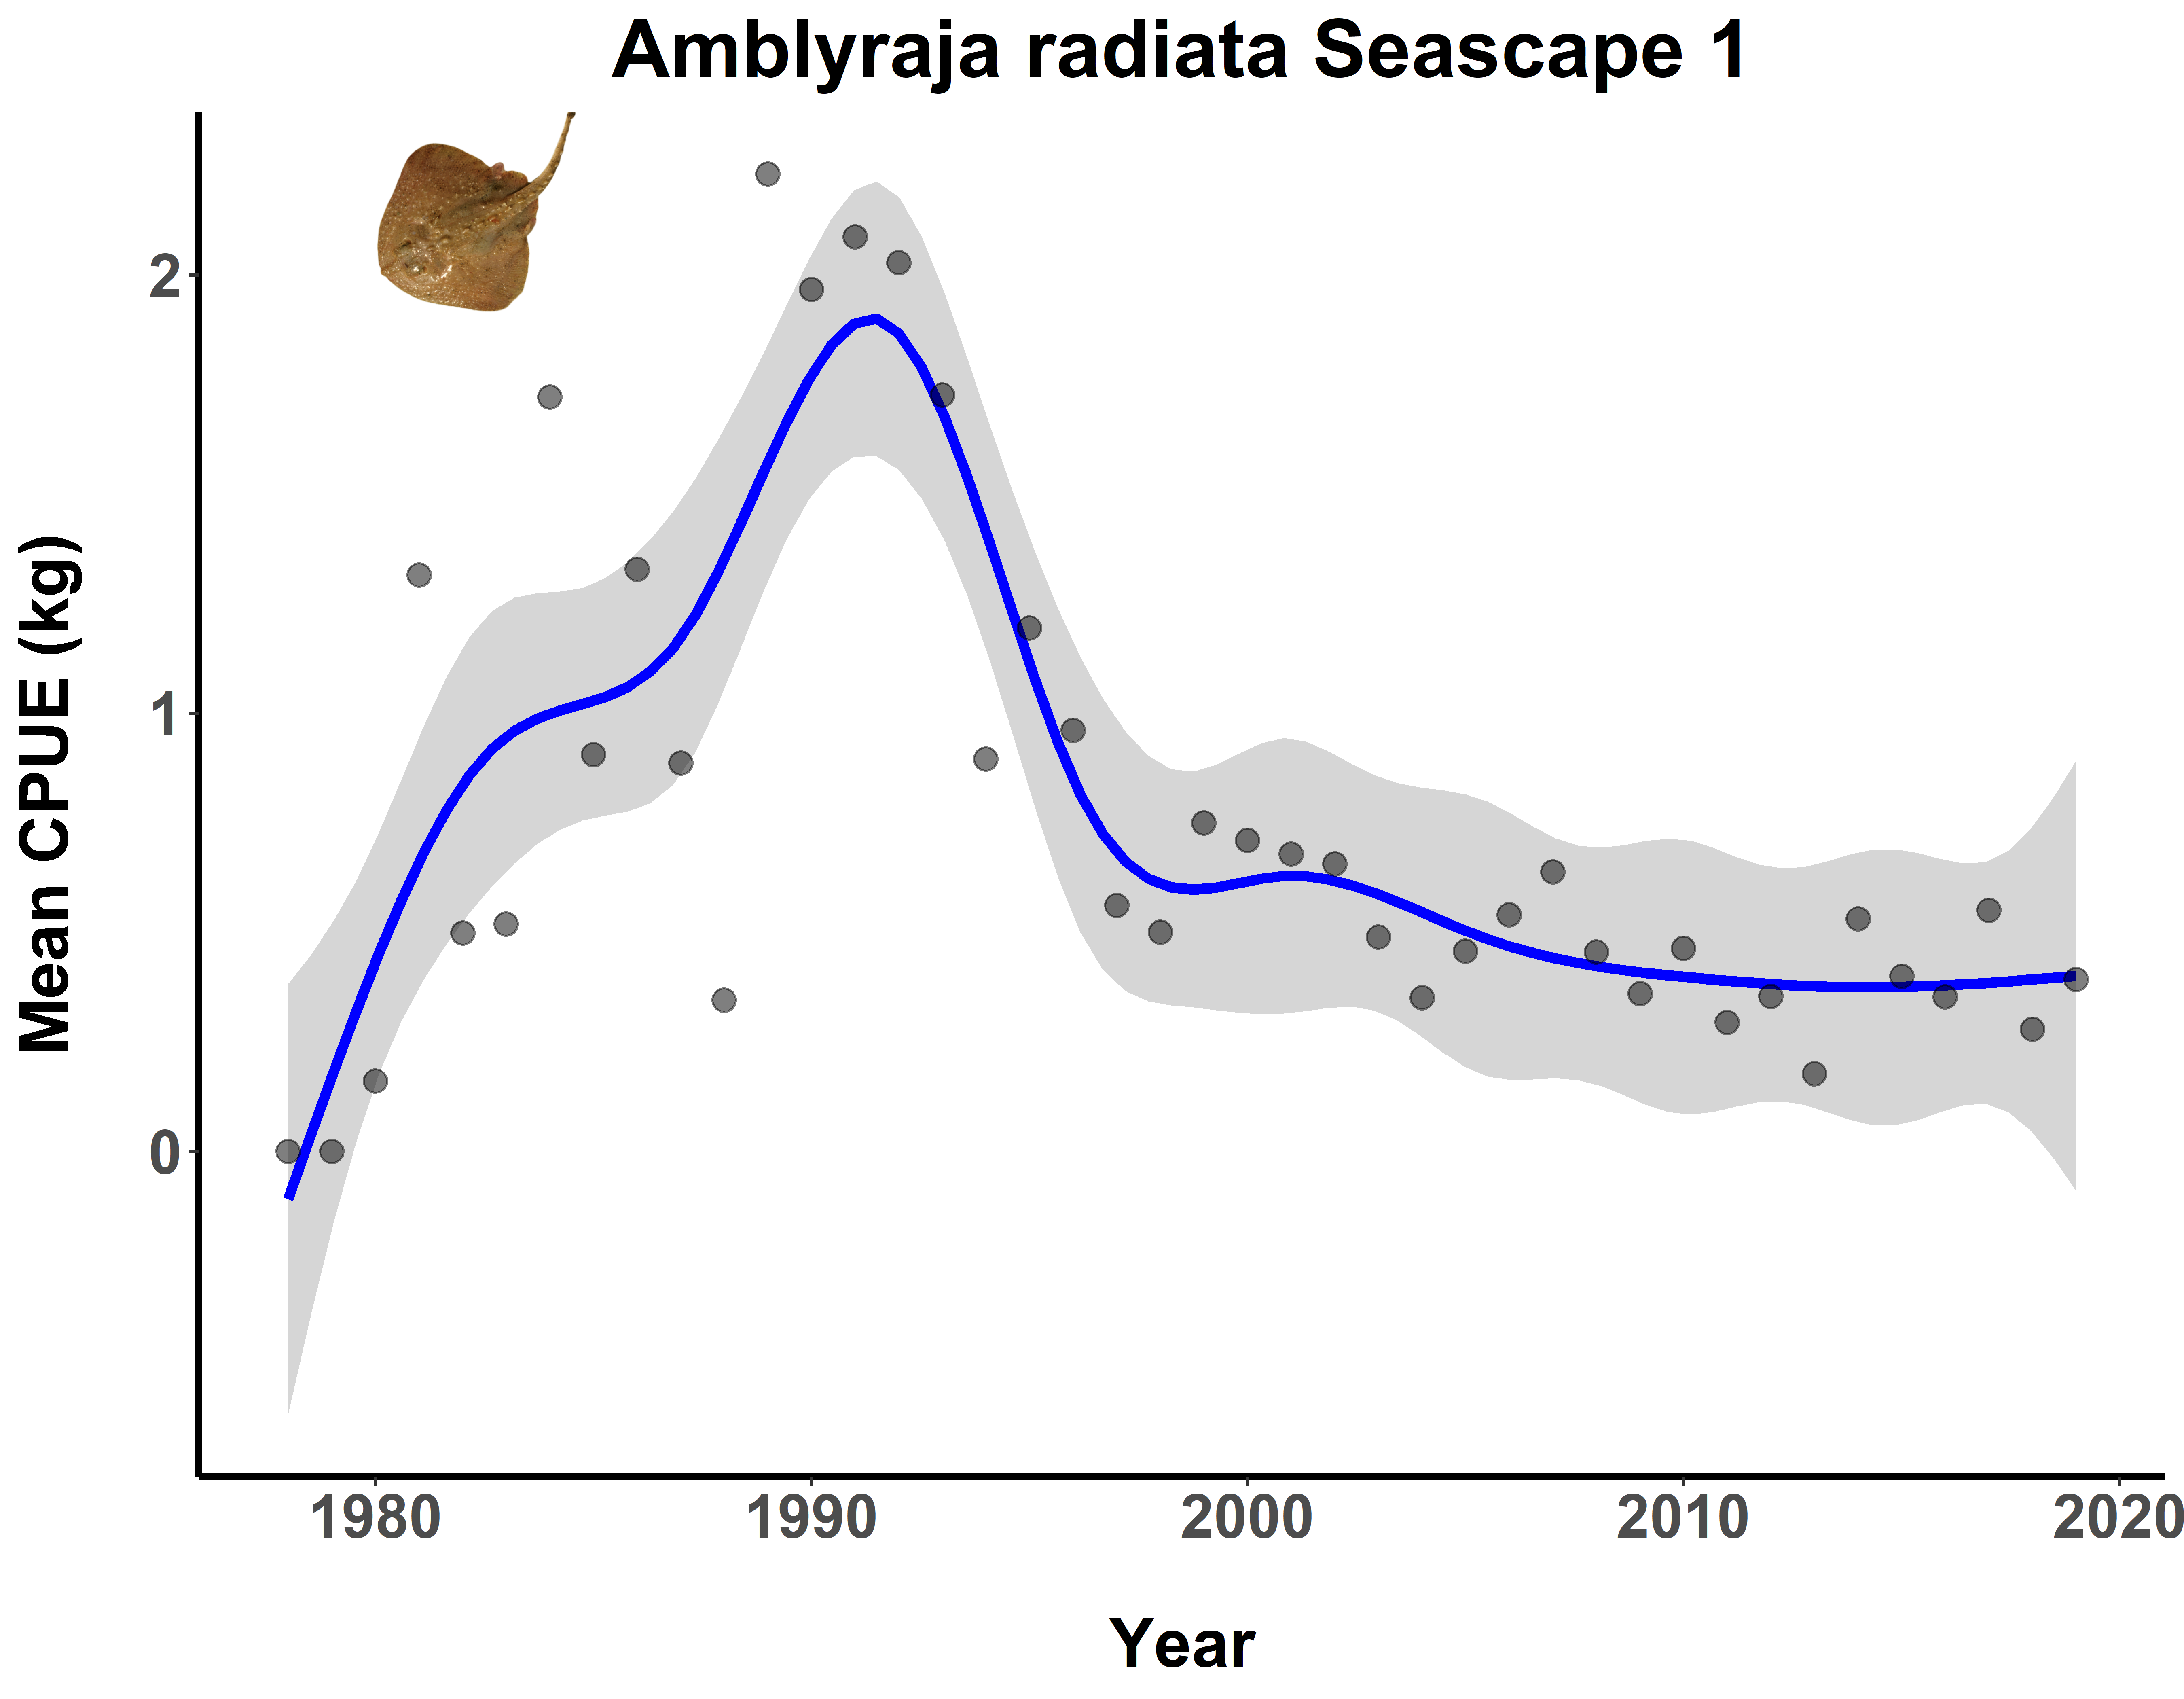 Amblyraja radiata Seascape 1
Mean CPUE (kg)
2
1
0
1980 1990 2000 2010 2020
Year